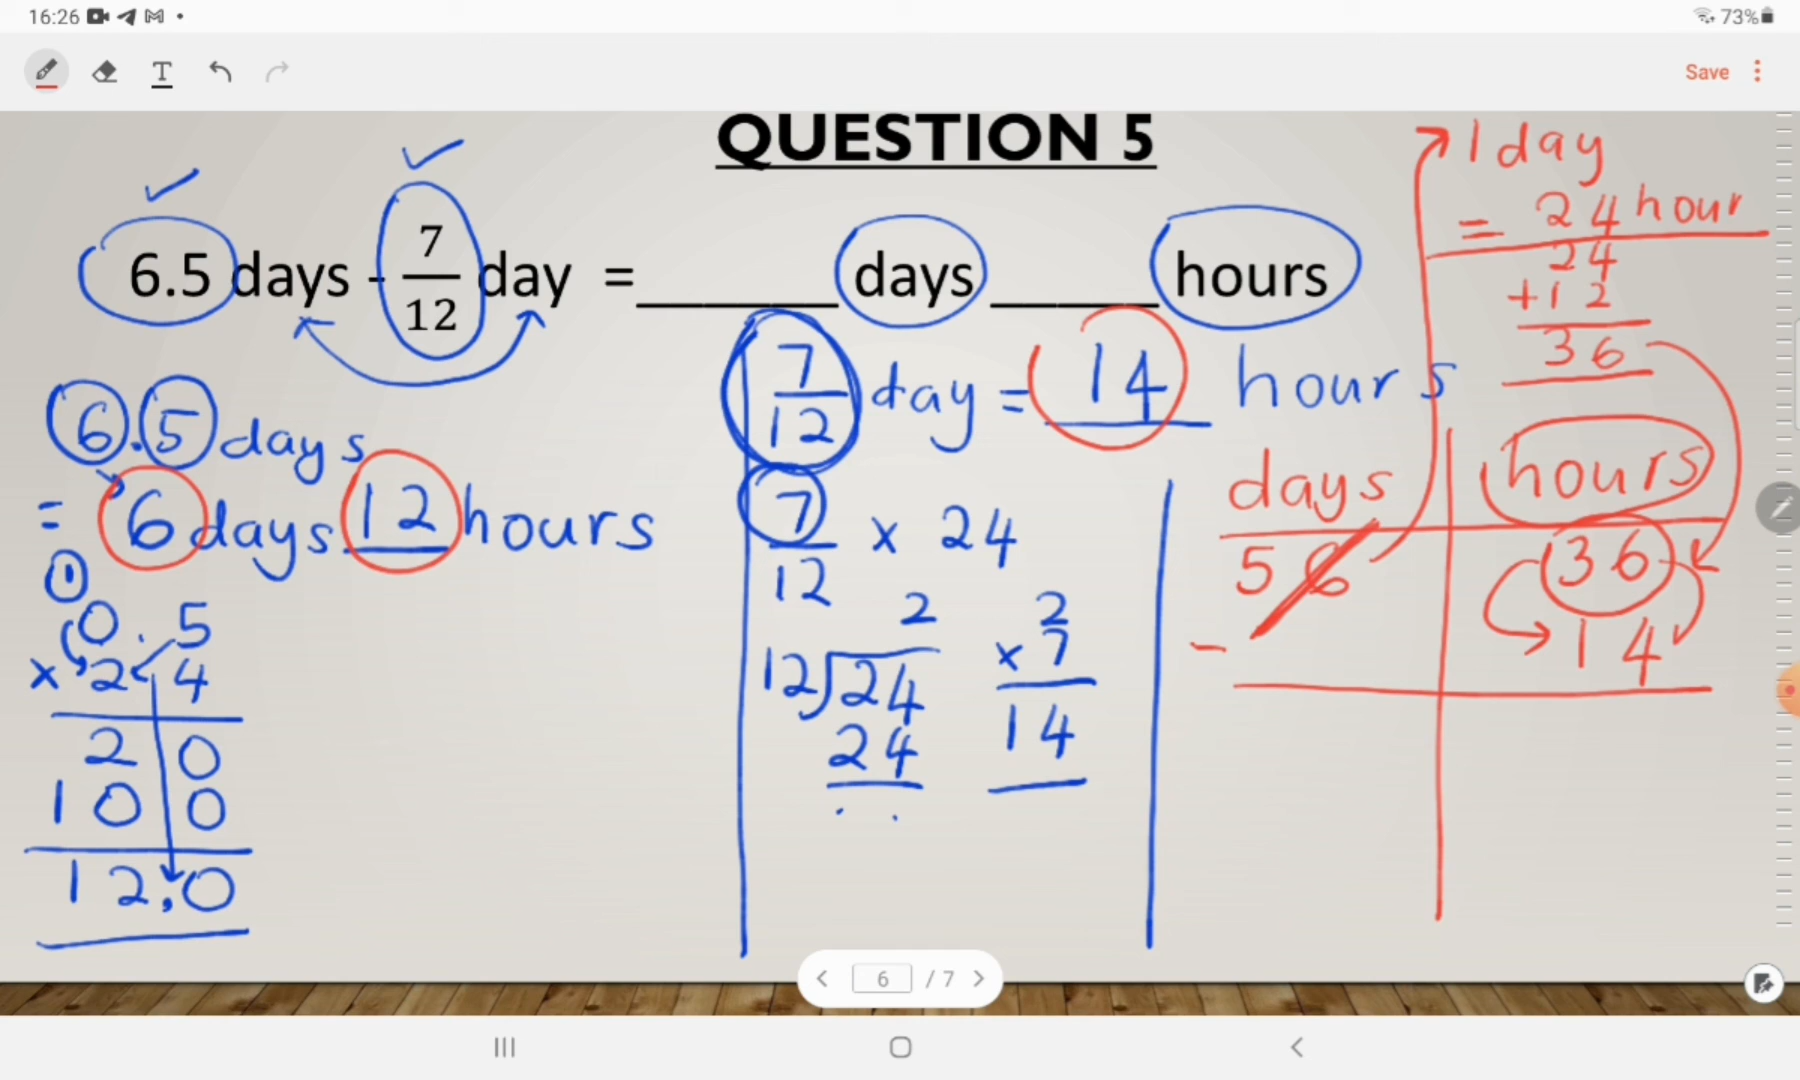 16:26
73%
T
Save
QUESTION 5
6.5 days - 7/12 day = ______ days _____ hours
6.5 days
= 6 days 12 hours
1
0.5
x 24
20
100
12.0
7/12 day = 14 hours
7/12 x 24
2
12)24
24
2
x 7
14
1 day
= 24 hour
24
+12
36
days hours
5 6 36
- 14
6 / 7